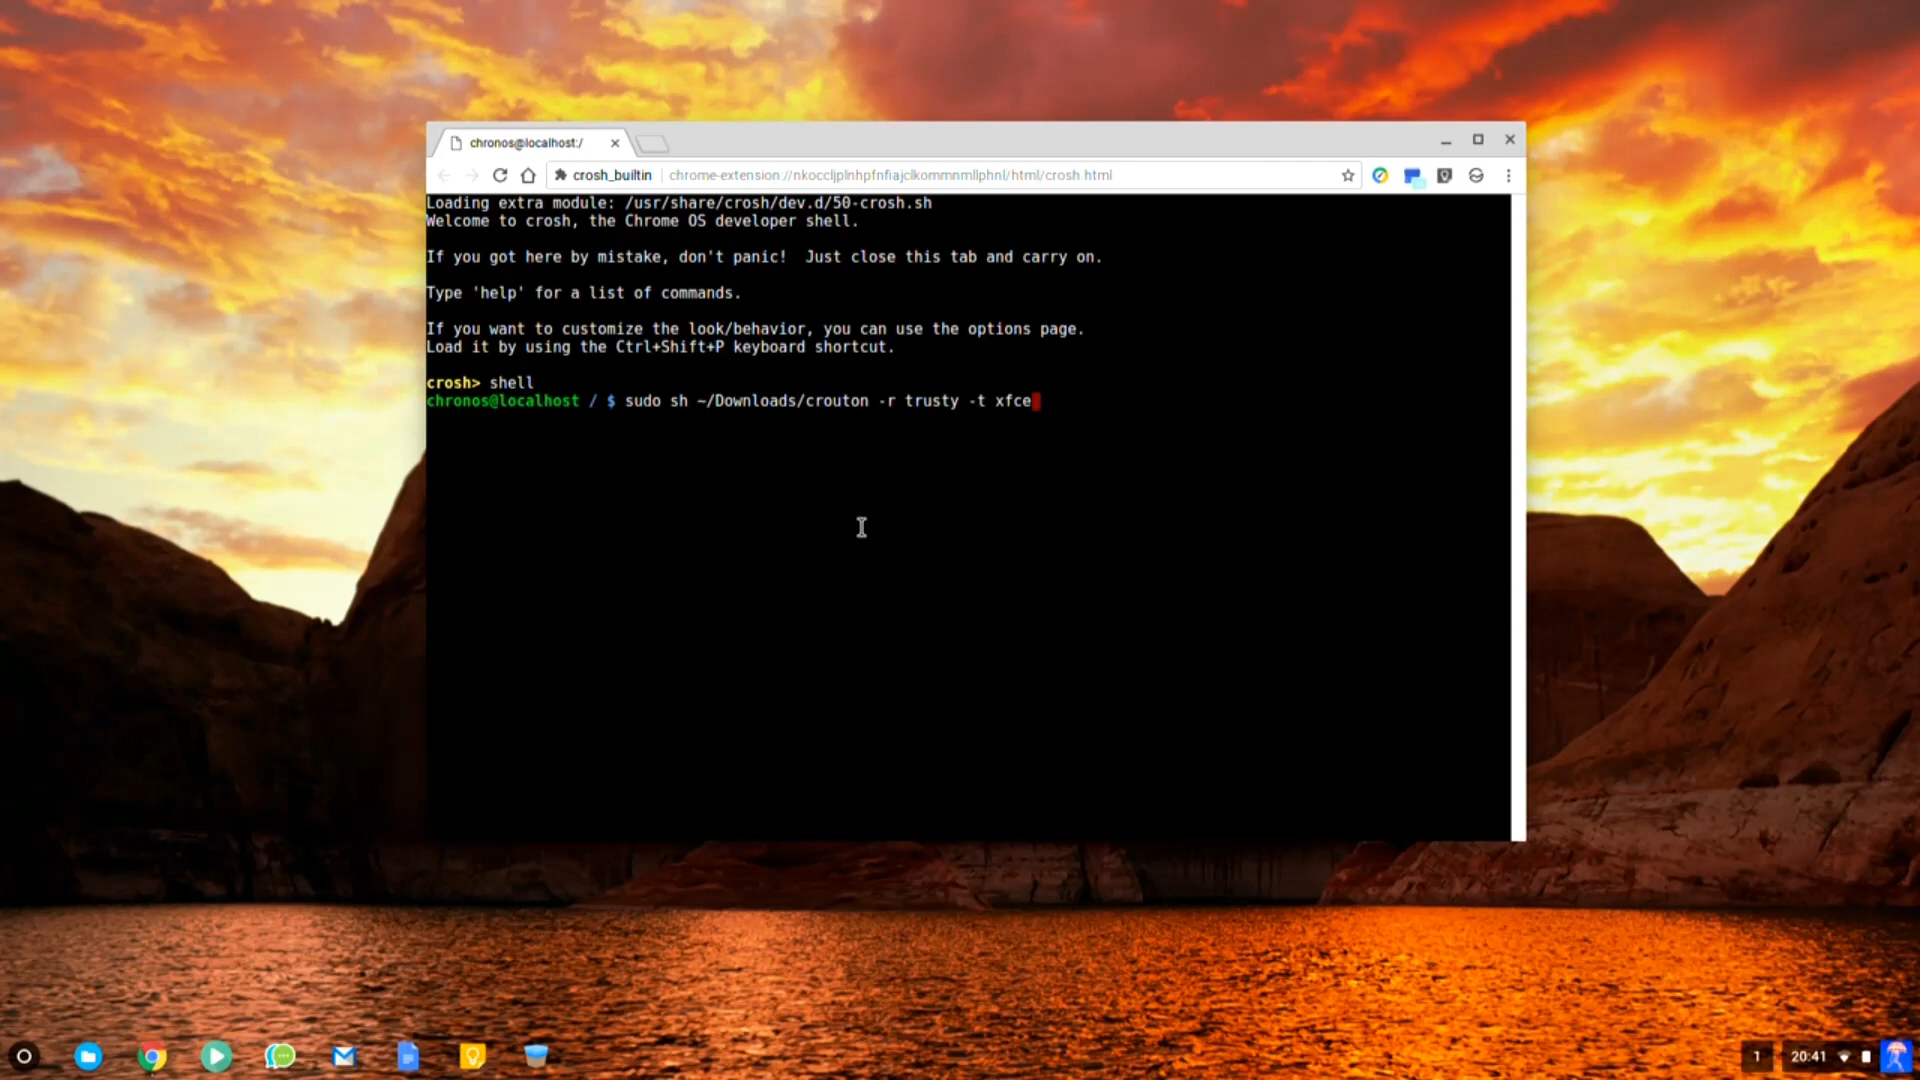 chronos@localhost:/
crosh_builtin chrome-extension://nkoccljplnhpfnfiajclkommnmllphnl/html/crosh.html
Loading extra module: /usr/share/crosh/dev.d/50-crosh.sh
Welcome to crosh, the Chrome OS developer shell.
If you got here by mistake, don't panic!  Just close this tab and carry on.
Type 'help' for a list of commands.
If you want to customize the look/behavior, you can use the options page.
Load it by using the Ctrl+Shift+P keyboard shortcut.
crosh> shell
chronos@localhost / $ sudo sh ~/Downloads/crouton -r trusty -t xfce
1 20:41